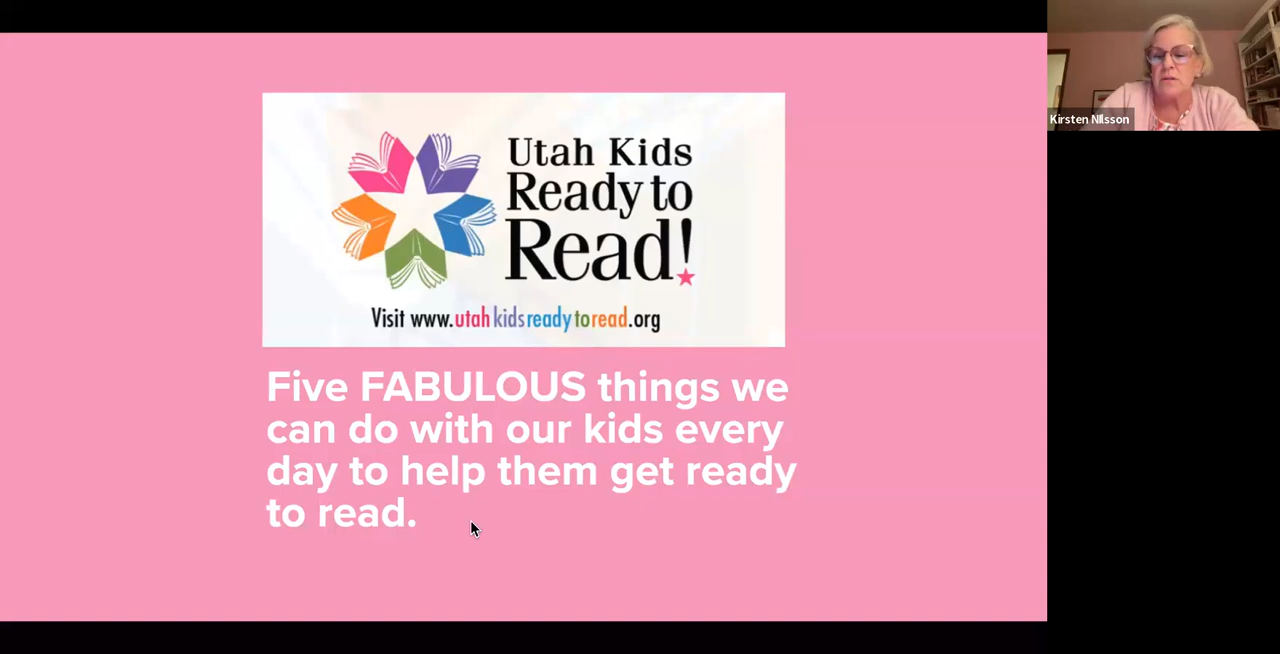 Utah Kids
Ready to
Read!
Visit www.utahkidsreadytoread.org
Five FABULOUS things we
can do with our kids every
day to help them get ready
to read.
Kirsten NIlsson